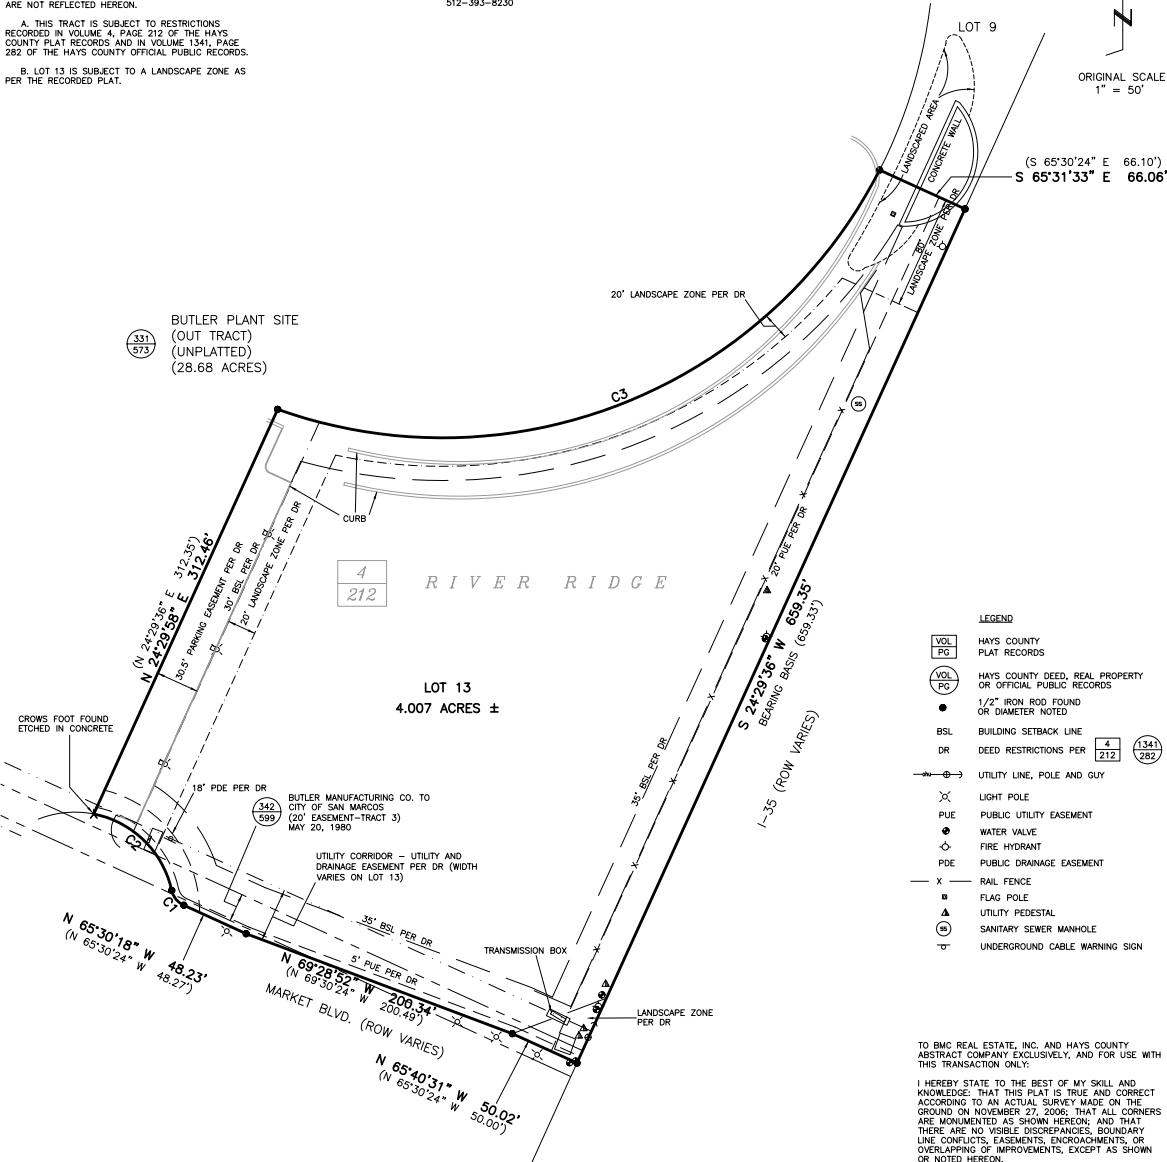 ARE NOT REFLECTED HEREON.
A. THIS TRACT IS SUBJECT TO RESTRICTIONS
RECORDED IN VOLUME 4, PAGE 212 OF THE HAYS
COUNTY PLAT RECORDS AND IN VOLUME 1341, PAGE
282 OF THE HAYS COUNTY OFFICIAL PUBLIC RECORDS.
B. LOT 13 IS SUBJECT TO A LANDSCAPE ZONE AS
PER THE RECORDED PLAT.
512-393-8230
LOT 9
N
ORIGINAL SCALE
1" = 50'
LANDSCAPED AREA
CONCRETE WALL
(S 65°30'24" E 66.10')
S 65°31'33" E 66.06'
80'
LANDSCAPE ZONE PER DR
20' LANDSCAPE ZONE PER DR
331
573
BUTLER PLANT SITE
(OUT TRACT)
(UNPLATTED)
(28.68 ACRES)
C3
SS
CURB
(N 24°29'36" E 312.35')
N 24°29'58" E 312.46'
30.5' PARKING EASEMENT PER DR
30' BSL PER DR
20' LANDSCAPE ZONE PER DR
4
212
RIVER RIDGE
20' PUE PER DR
S 24°29'36" W 659.35'
BEARING BASIS (659.33')
I-35 (ROW VARIES)
LOT 13
4.007 ACRES ±
35' BSL PER DR
CROWS FOOT FOUND
ETCHED IN CONCRETE
18' PDE PER DR
342
599
BUTLER MANUFACTURING CO. TO
CITY OF SAN MARCOS
(20' EASEMENT-TRACT 3)
MAY 20, 1980
UTILITY CORRIDOR - UTILITY AND
DRAINAGE EASEMENT PER DR (WIDTH
VARIES ON LOT 13)
C2
C1
N 65°30'18" W 48.23'
(N 65°30'24" W 48.27')
35' BSL PER DR
5' PUE PER DR
N 69°28'52" W 200.34'
(N 69°30'24" W 200.49')
MARKET BLVD. (ROW VARIES)
TRANSMISSION BOX
LANDSCAPE ZONE
PER DR
N 65°40'31" W 50.02'
(N 65°30'24" W 50.00')
LEGEND
VOL
PG
HAYS COUNTY
PLAT RECORDS
VOL
PG
HAYS COUNTY DEED, REAL PROPERTY
OR OFFICIAL PUBLIC RECORDS
1/2" IRON ROD FOUND
OR DIAMETER NOTED
BSL BUILDING SETBACK LINE
DR DEED RESTRICTIONS PER
4
212
1341
282
UTILITY LINE, POLE AND GUY
LIGHT POLE
PUE PUBLIC UTILITY EASEMENT
WATER VALVE
FIRE HYDRANT
PDE PUBLIC DRAINAGE EASEMENT
X RAIL FENCE
FLAG POLE
UTILITY PEDESTAL
SS SANITARY SEWER MANHOLE
UNDERGROUND CABLE WARNING SIGN
TO BMC REAL ESTATE, INC. AND HAYS COUNTY
ABSTRACT COMPANY EXCLUSIVELY, AND FOR USE WITH
THIS TRANSACTION ONLY:
I HEREBY STATE TO THE BEST OF MY SKILL AND
KNOWLEDGE: THAT THIS PLAT IS TRUE AND CORRECT
ACCORDING TO AN ACTUAL SURVEY MADE ON THE
GROUND ON NOVEMBER 27, 2006; THAT ALL CORNERS
ARE MONUMENTED AS SHOWN HEREON; AND THAT
THERE ARE NO VISIBLE DISCREPANCIES, BOUNDARY
LINE CONFLICTS, EASEMENTS, ENCROACHMENTS, OR
OVERLAPPING OF IMPROVEMENTS, EXCEPT AS SHOWN
OR NOTED HEREON.